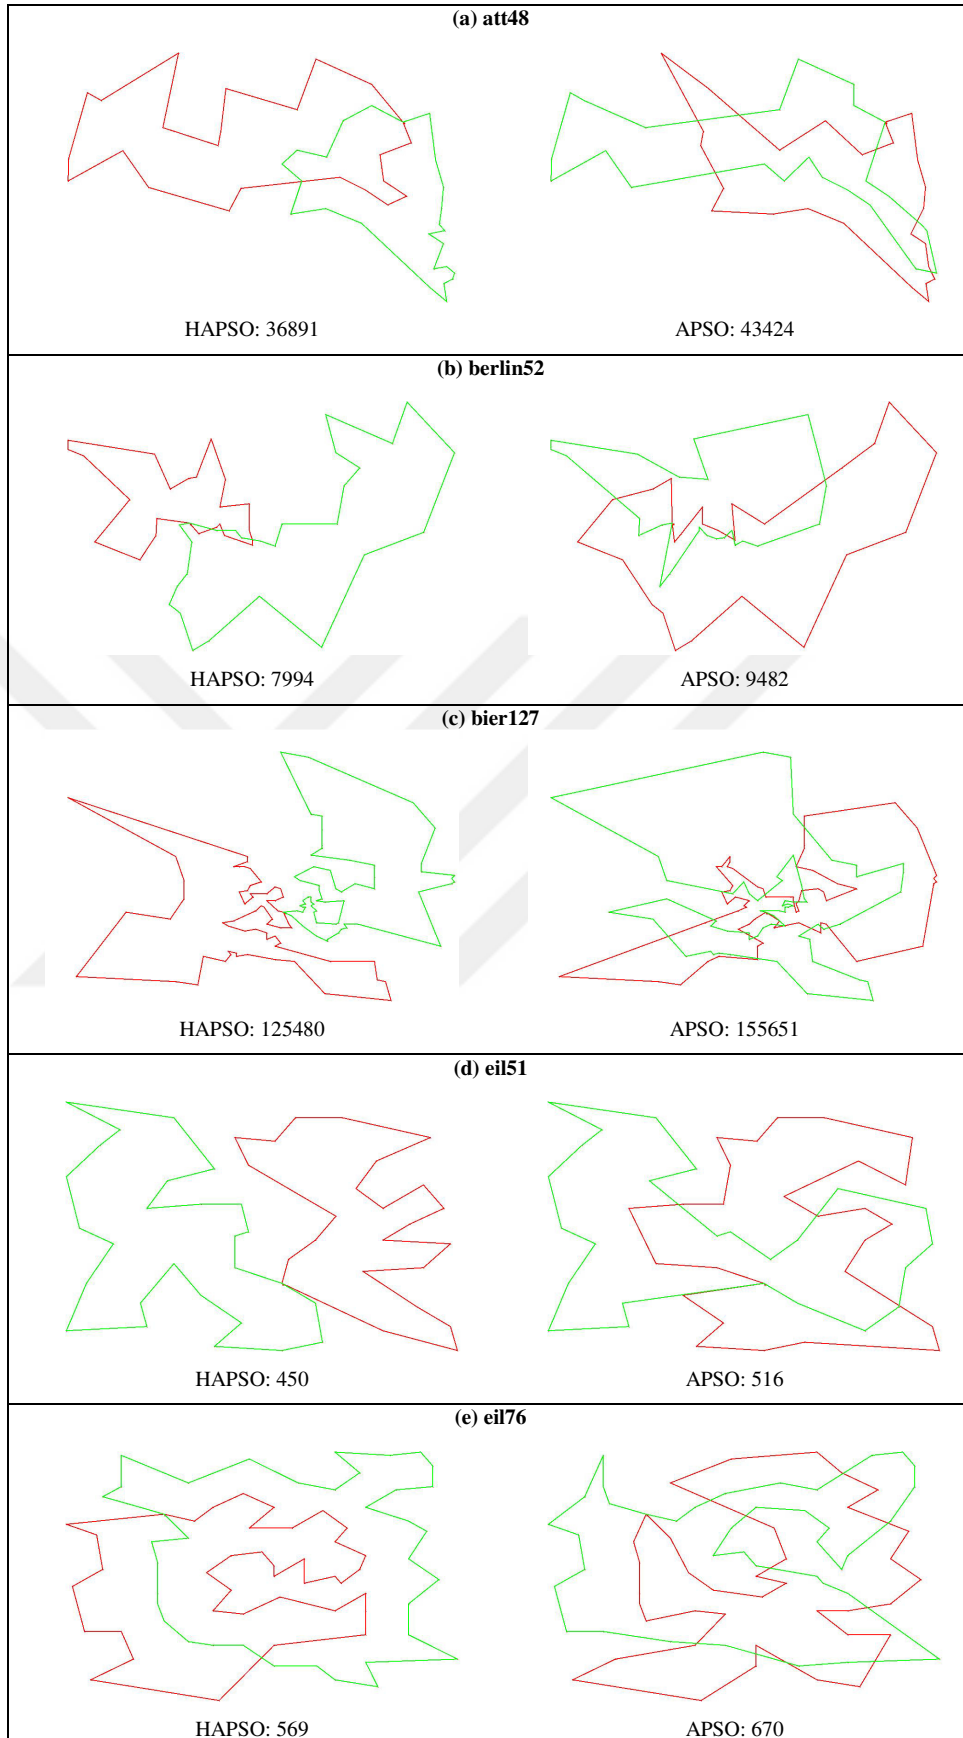 (a) att48
HAPSO: 36891
APSO: 43424
(b) berlin52
HAPSO: 7994
APSO: 9482
(c) bier127
HAPSO: 125480
APSO: 155651
(d) eil51
HAPSO: 450
APSO: 516
(e) eil76
HAPSO: 569
APSO: 670